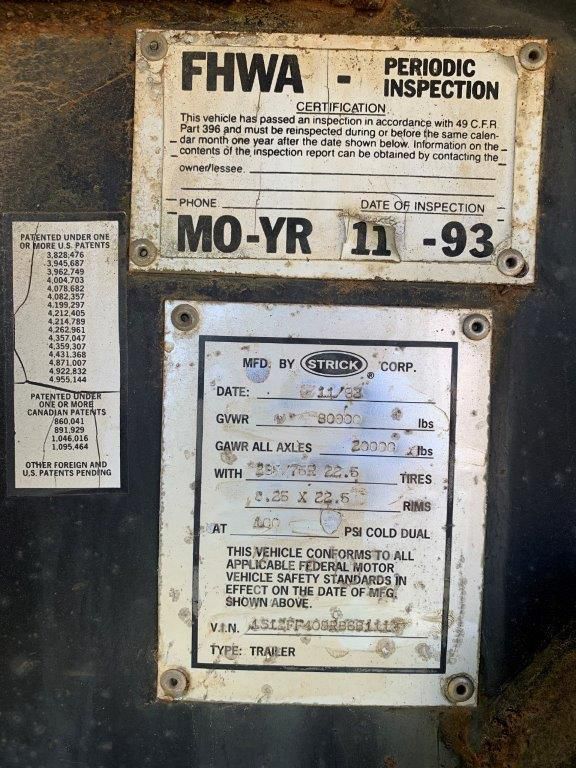 FHWA - PERIODIC
INSPECTION
CERTIFICATION
This vehicle has passed an inspection in accordance with 49 C.F.R.
Part 396 and must be reinspected during or before the same calen-
dar month one year after the date shown below. Information on the
contents of the inspection report can be obtained by contacting the
owner/lessee.
PHONE DATE OF INSPECTION
MO-YR 11 -93
PATENTED UNDER ONE
OR MORE U.S. PATENTS
3,828,476
3,945,687
3,962,749
4,004,703
4,078,682
4,082,357
4,199,297
4,212,405
4,214,789
4,262,961
4,357,047
4,359,307
4,431,368
4,871,007
4,922,832
4,955,144
PATENTED UNDER
ONE OR MORE
CANADIAN PATENTS
860,041
891,929
1,046,016
1,095,464
OTHER FOREIGN AND
U.S. PATENTS PENDING
MFD. BY STRICK ® CORP.
DATE: 11/93
GVWR 80000 lbs
GAWR ALL AXLES 20000 lbs
WITH 22.5 TIRES
8.25 X 22.5 RIMS
AT 100 PSI COLD DUAL
THIS VEHICLE CONFORMS TO ALL
APPLICABLE FEDERAL MOTOR
VEHICLE SAFETY STANDARDS IN
EFFECT ON THE DATE OF MFG.
SHOWN ABOVE.
V.I.N.
TYPE: TRAILER